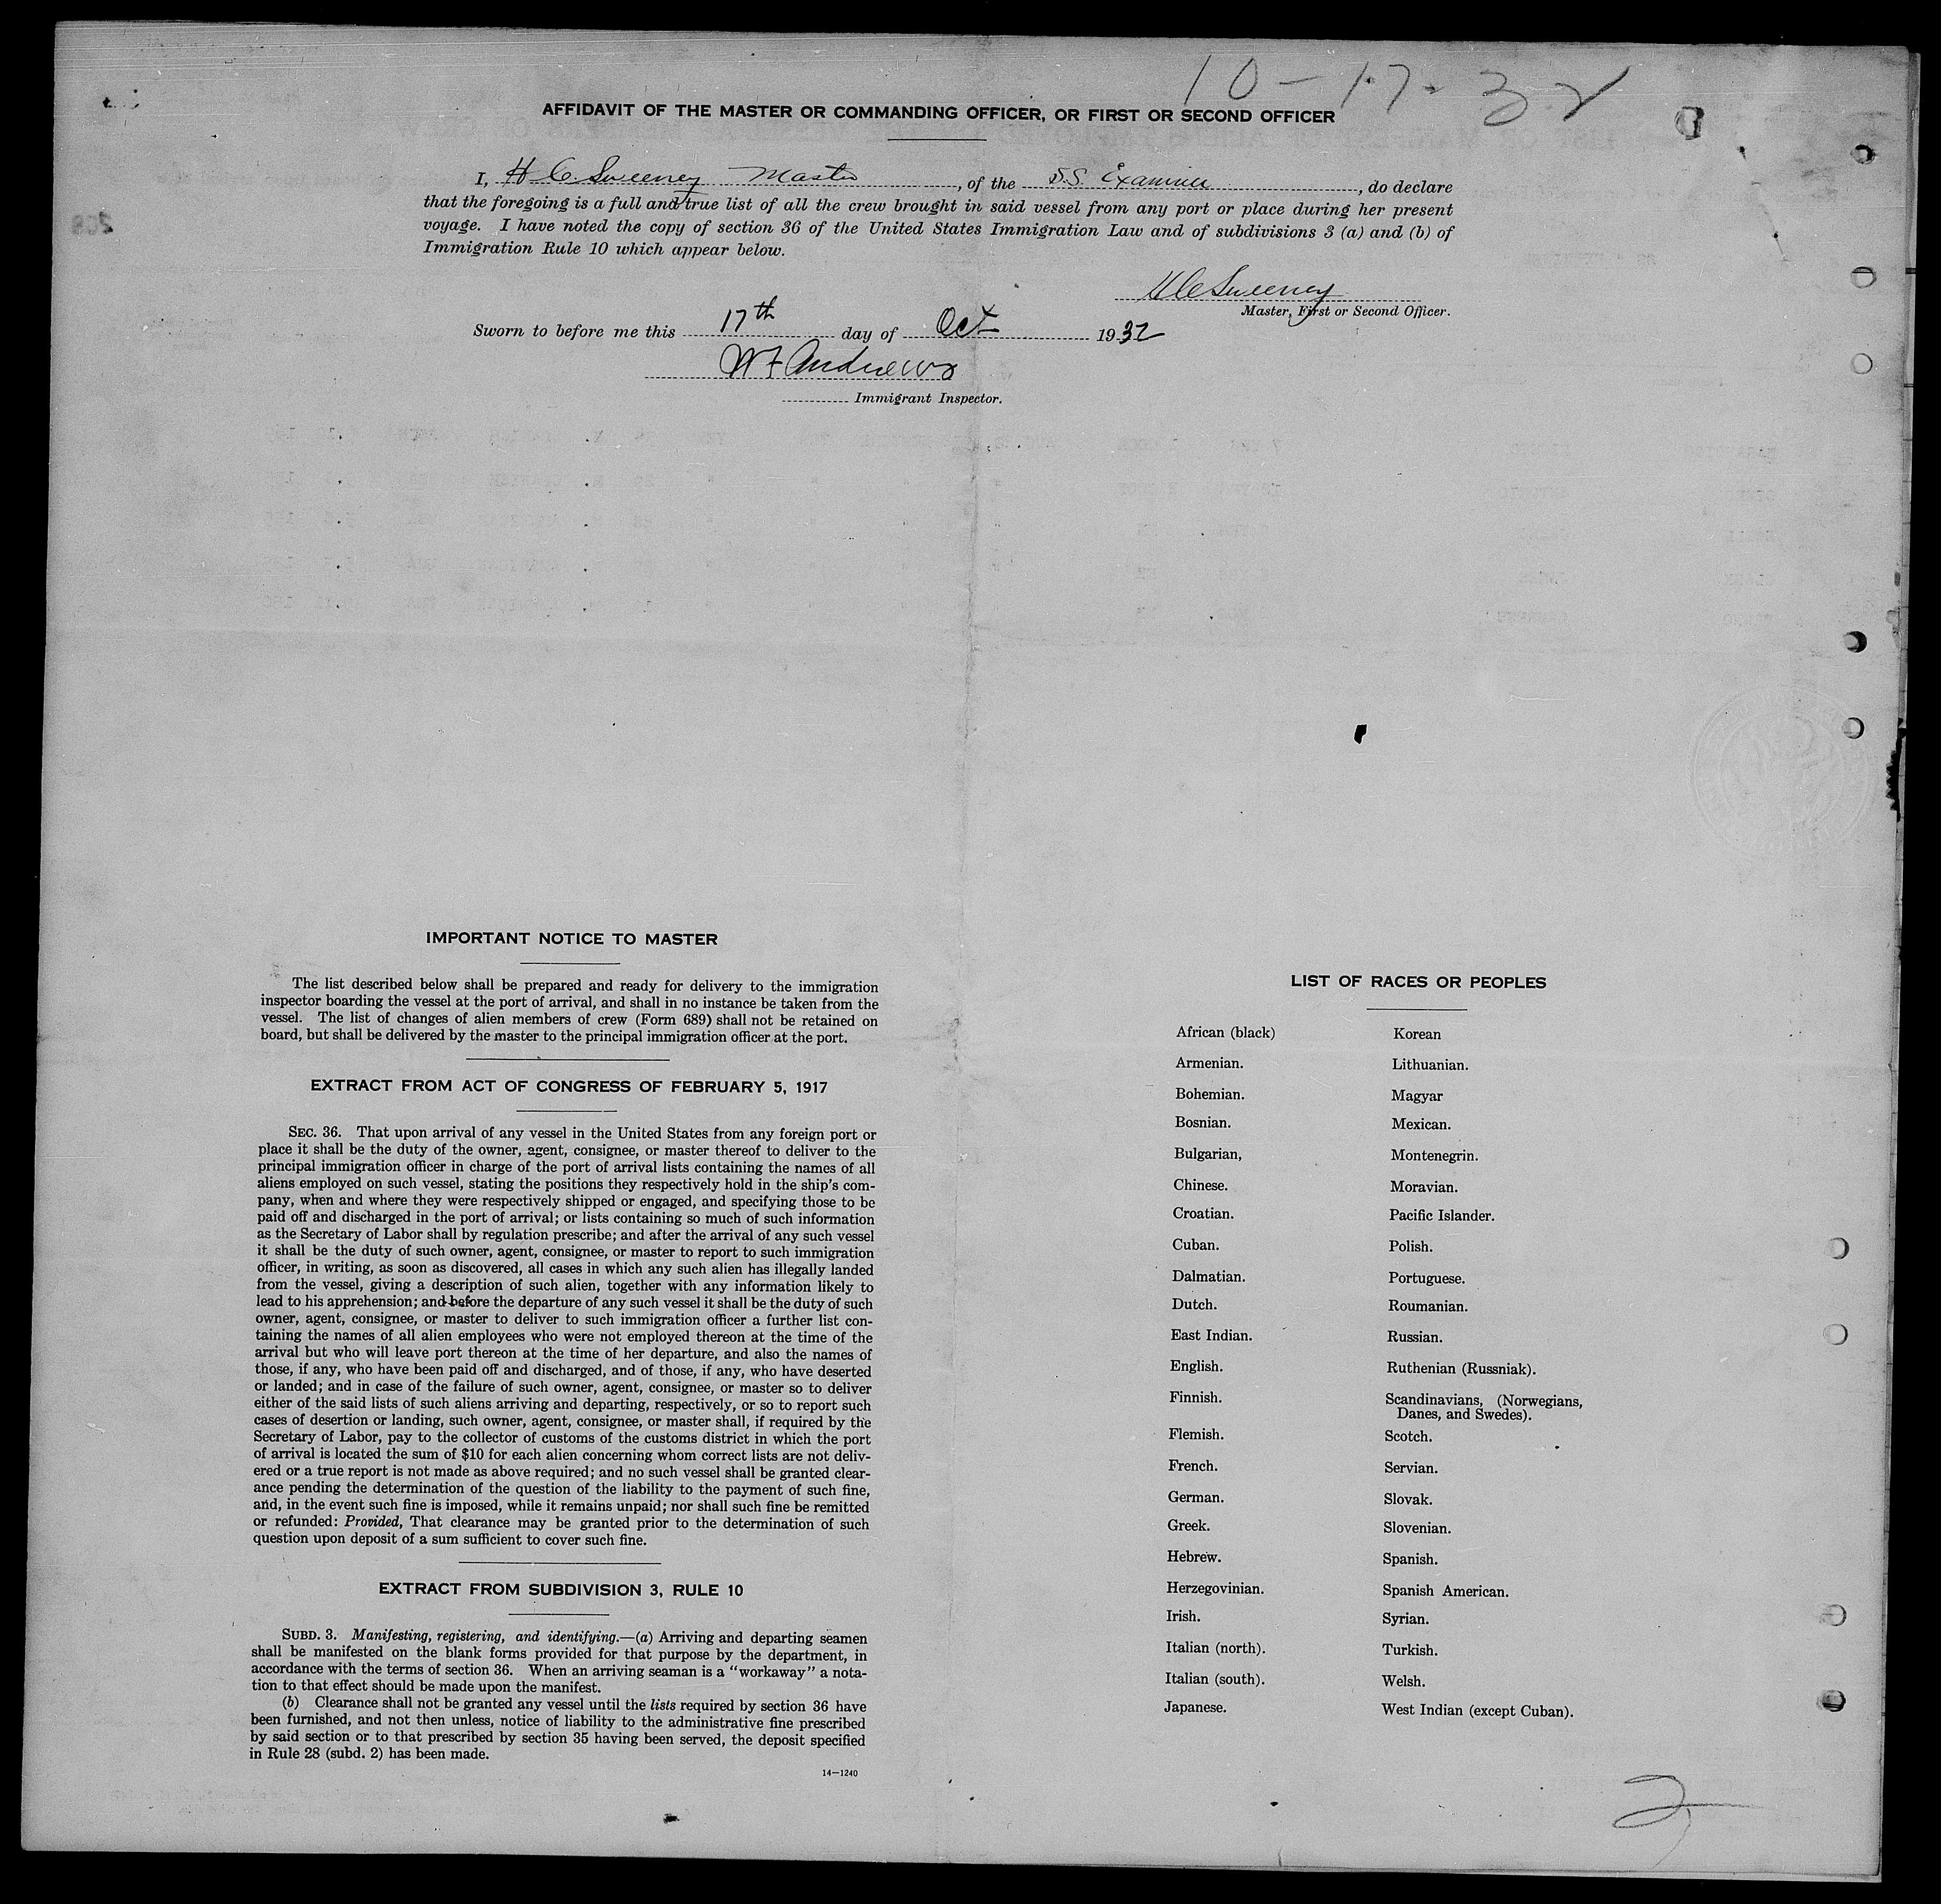 10-17-32
AFFIDAVIT OF THE MASTER OR COMMANDING OFFICER, OR FIRST OR SECOND OFFICER
I, H C. Sweeney Master, of the S.S. Examiner, do declare
that the foregoing is a full and true list of all the crew brought in said vessel from any port or place during her present
voyage. I have noted the copy of section 36 of the United States Immigration Law and of subdivisions 3 (a) and (b) of
Immigration Rule 10 which appear below.
H C Sweeney
Master, First or Second Officer.
Sworn to before me this 17th day of Oct 1932
W F Andrews
Immigrant Inspector.
IMPORTANT NOTICE TO MASTER
The list described below shall be prepared and ready for delivery to the immigration
inspector boarding the vessel at the port of arrival, and shall in no instance be taken from the
vessel. The list of changes of alien members of crew (Form 689) shall not be retained on
board, but shall be delivered by the master to the principal immigration officer at the port.
EXTRACT FROM ACT OF CONGRESS OF FEBRUARY 5, 1917
SEC. 36. That upon arrival of any vessel in the United States from any foreign port or
place it shall be the duty of the owner, agent, consignee, or master thereof to deliver to the
principal immigration officer in charge of the port of arrival lists containing the names of all
aliens employed on such vessel, stating the positions they respectively hold in the ship's com-
pany, when and where they were respectively shipped or engaged, and specifying those to be
paid off and discharged in the port of arrival; or lists containing so much of such information
as the Secretary of Labor shall by regulation prescribe; and after the arrival of any such vessel
it shall be the duty of such owner, agent, consignee, or master to report to such immigration
officer, in writing, as soon as discovered, all cases in which any such alien has illegally landed
from the vessel, giving a description of such alien, together with any information likely to
lead to his apprehension; and before the departure of any such vessel it shall be the duty of such
owner, agent, consignee, or master to deliver to such immigration officer a further list con-
taining the names of all alien employees who were not employed thereon at the time of the
arrival but who will leave port thereon at the time of her departure, and also the names of
those, if any, who have been paid off and discharged, and of those, if any, who have deserted
or landed; and in case of the failure of such owner, agent, consignee, or master so to deliver
either of the said lists of such aliens arriving and departing, respectively, or so to report such
cases of desertion or landing, such owner, agent, consignee, or master shall, if required by the
Secretary of Labor, pay to the collector of customs of the customs district in which the port
of arrival is located the sum of $10 for each alien concerning whom correct lists are not deliv-
ered or a true report is not made as above required; and no such vessel shall be granted clear-
ance pending the determination of the question of the liability to the payment of such fine,
and, in the event such fine is imposed, while it remains unpaid; nor shall such fine be remitted
or refunded: Provided, That clearance may be granted prior to the determination of such
question upon deposit of a sum sufficient to cover such fine.
EXTRACT FROM SUBDIVISION 3, RULE 10
SUBD. 3. Manifesting, registering, and identifying.—(a) Arriving and departing seamen
shall be manifested on the blank forms provided for that purpose by the department, in
accordance with the terms of section 36. When an arriving seaman is a "workaway" a nota-
tion to that effect should be made upon the manifest.
(b) Clearance shall not be granted any vessel until the lists required by section 36 have
been furnished, and not then unless, notice of liability to the administrative fine prescribed
by said section or to that prescribed by section 35 having been served, the deposit specified
in Rule 28 (subd. 2) has been made.
14—1240
LIST OF RACES OR PEOPLES
African (black)
Armenian.
Bohemian.
Bosnian.
Bulgarian,
Chinese.
Croatian.
Cuban.
Dalmatian.
Dutch.
East Indian.
English.
Finnish.
Flemish.
French.
German.
Greek.
Hebrew.
Herzegovinian.
Irish.
Italian (north).
Italian (south).
Japanese.
Korean
Lithuanian.
Magyar
Mexican.
Montenegrin.
Moravian.
Pacific Islander.
Polish.
Portuguese.
Roumanian.
Russian.
Ruthenian (Russniak).
Scandinavians, (Norwegians,
Danes, and Swedes).
Scotch.
Servian.
Slovak.
Slovenian.
Spanish.
Spanish American.
Syrian.
Turkish.
Welsh.
West Indian (except Cuban).
2